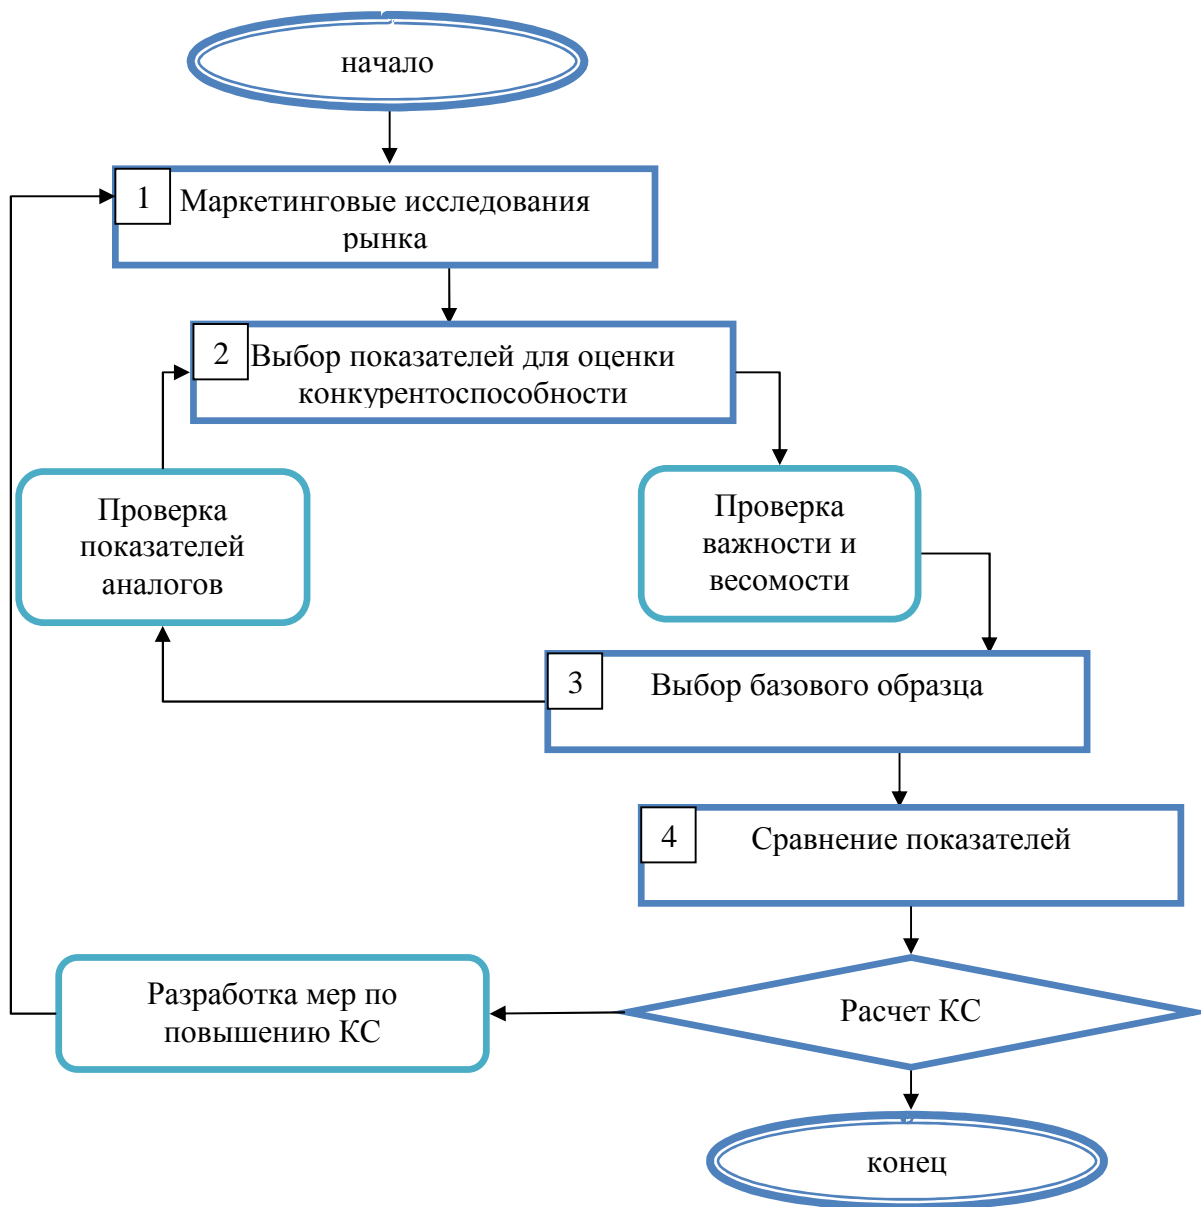 начало
1
Маркетинговые исследования
рынка
2
Выбор показателей для оценки
конкурентоспособности
Проверка
показателей
аналогов
Проверка
важности и
весомости
3
Выбор базового образца
4
Сравнение показателей
Разработка мер по
повышению КС
Расчет КС
конец